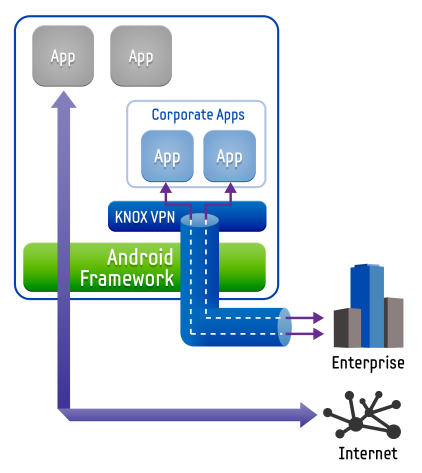 App
App
Corporate Apps
App
App
KNOX VPN
Android
Framework
Enterprise
Internet